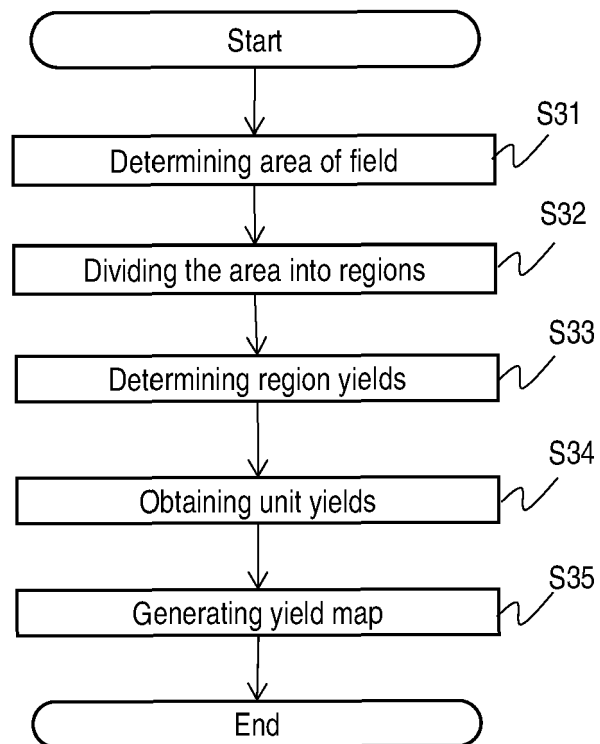 Start
S31
Determining area of field
S32
Dividing the area into regions
S33
Determining region yields
S34
Obtaining unit yields
S35
Generating yield map
End